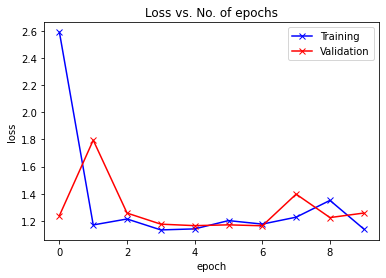 Loss vs. No. of epochs
Training
Validation
2.6
2.4
2.2
2.0
1.8
1.6
1.4
1.2
loss
0 2 4 6 8
epoch